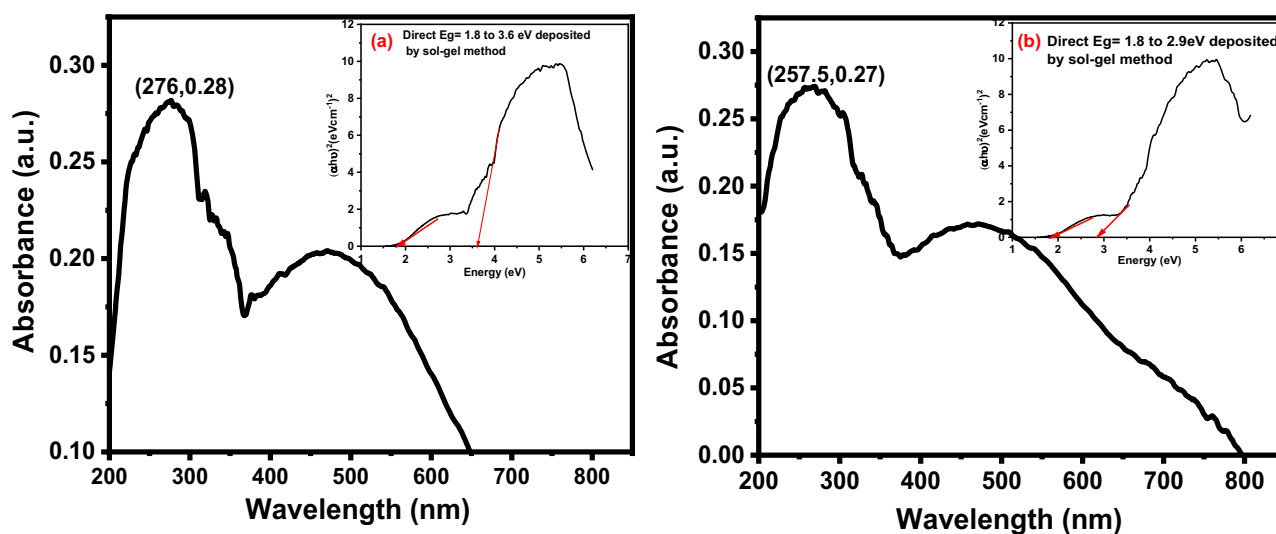 (a)
Direct Eg= 1.8 to 3.6 eV deposited
by sol-gel method
12
10
8
6
4
2
0
(αhυ)²(eVcm⁻¹)²
2 3 4 5 6 7
Energy (eV)
(276,0.28)
0.30
0.25
0.20
0.15
0.10
Absorbance (a.u.)
200 300 400 500 600 700 800
Wavelength (nm)
(b)
Direct Eg= 1.8 to 2.9eV deposited
by sol-gel method
12
10
8
6
4
2
0
(αhυ)²(eVcm⁻¹)²
2 3 4 5 6
Energy (eV)
(257.5,0.27)
0.30
0.25
0.20
0.15
0.10
0.05
0.00
Absorbance (a.u.)
200 300 400 500 600 700 800
Wavelength (nm)